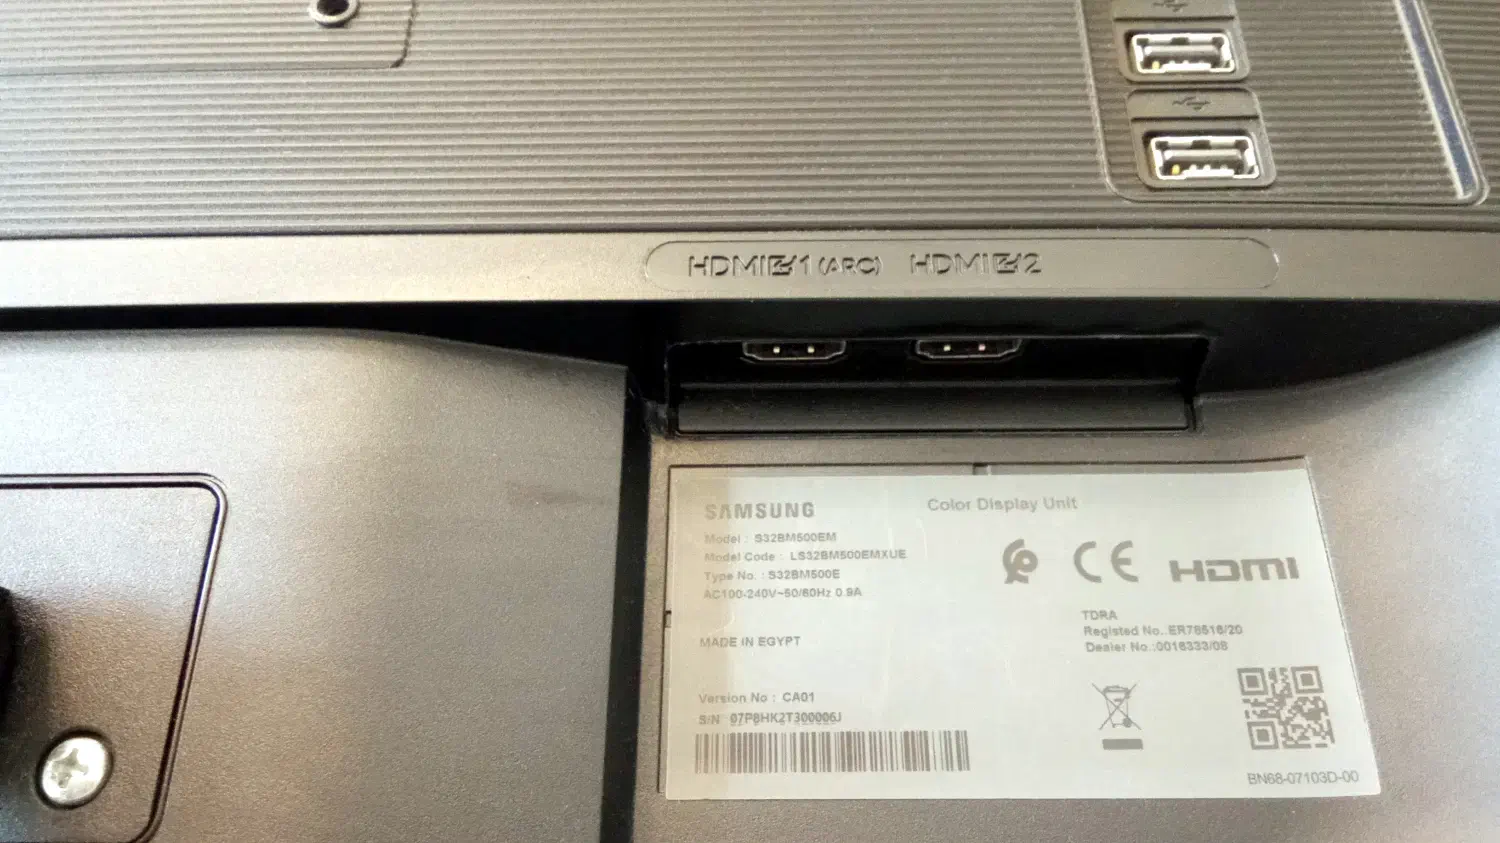 HDMI 1 (ARC) HDMI 2
SAMSUNG
Color Display Unit
Model : S32BM500EM
Model Code : LS32BM500EMXUE
Type No. : S32BM500E
AC100-240V~50/60Hz 0.9A
CE HDMI
TDRA
Registed No.:ER78516/20
Dealer No.:0016333/08
MADE IN EGYPT
Version No : CA01
S/N 07P8HK2T300006J
BN68-07103D-00